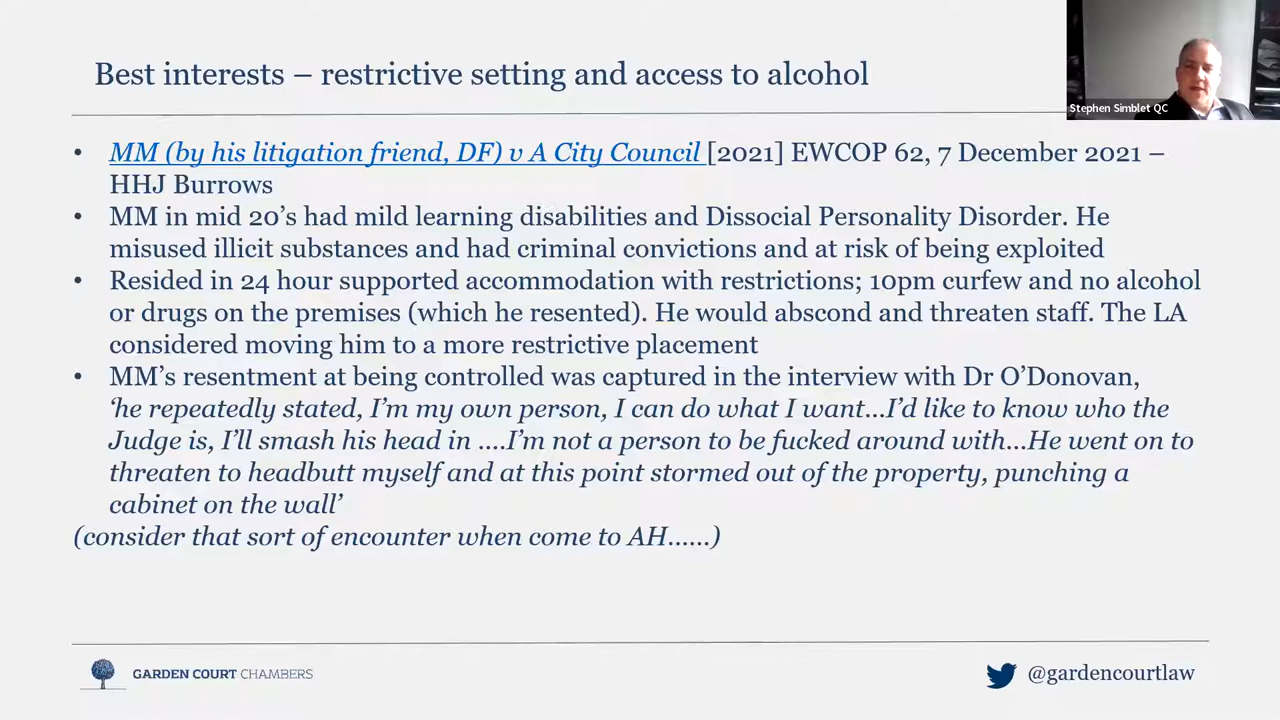 Best interests – restrictive setting and access to alcohol
Stephen Simblet QC
• MM (by his litigation friend, DF) v A City Council [2021] EWCOP 62, 7 December 2021 –
HHJ Burrows
• MM in mid 20's had mild learning disabilities and Dissocial Personality Disorder. He
misused illicit substances and had criminal convictions and at risk of being exploited
• Resided in 24 hour supported accommodation with restrictions; 10pm curfew and no alcohol
or drugs on the premises (which he resented). He would abscond and threaten staff. The LA
considered moving him to a more restrictive placement
• MM's resentment at being controlled was captured in the interview with Dr O'Donovan,
'he repeatedly stated, I'm my own person, I can do what I want...I'd like to know who the
Judge is, I'll smash his head in ....I'm not a person to be fucked around with...He went on to
threaten to headbutt myself and at this point stormed out of the property, punching a
cabinet on the wall'
(consider that sort of encounter when come to AH......)
GARDEN COURT CHAMBERS
@gardencourtlaw